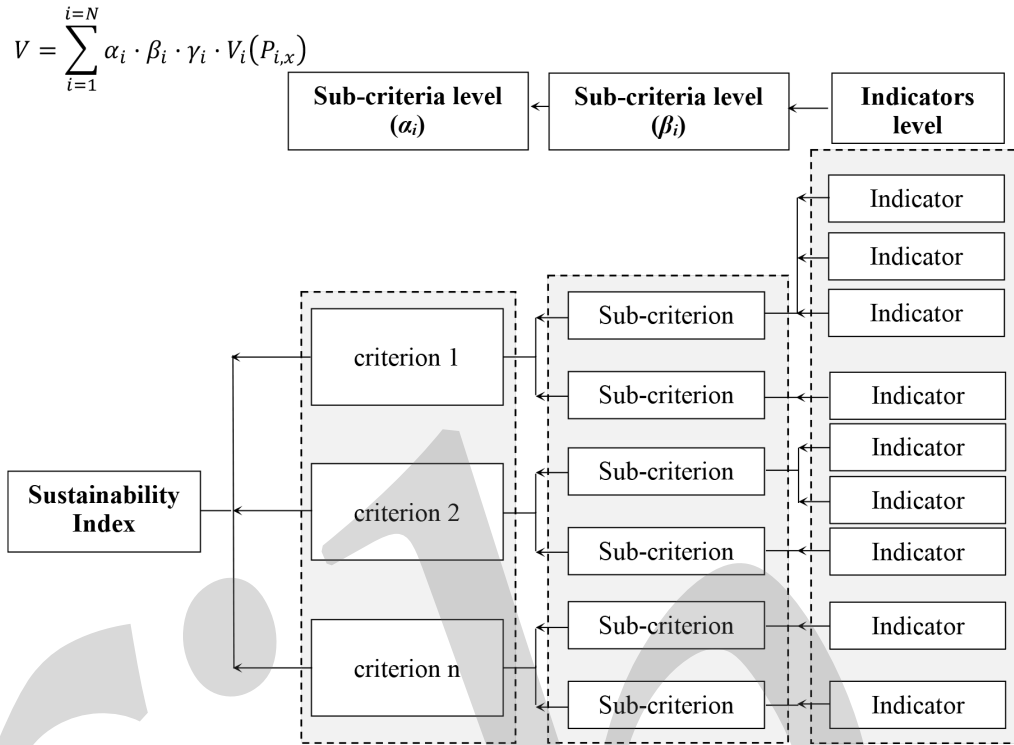 V = \sum_{i=1}^{i=N} α_i · β_i · γ_i · V_i(P_{i,x})
Sub-criteria level
(α_i)
Sub-criteria level
(β_i)
Indicators
level
Indicator
Indicator
Indicator
Indicator
Indicator
Indicator
Indicator
Indicator
Indicator
Sub-criterion
Sub-criterion
Sub-criterion
Sub-criterion
Sub-criterion
Sub-criterion
criterion 1
criterion 2
criterion n
Sustainability
Index